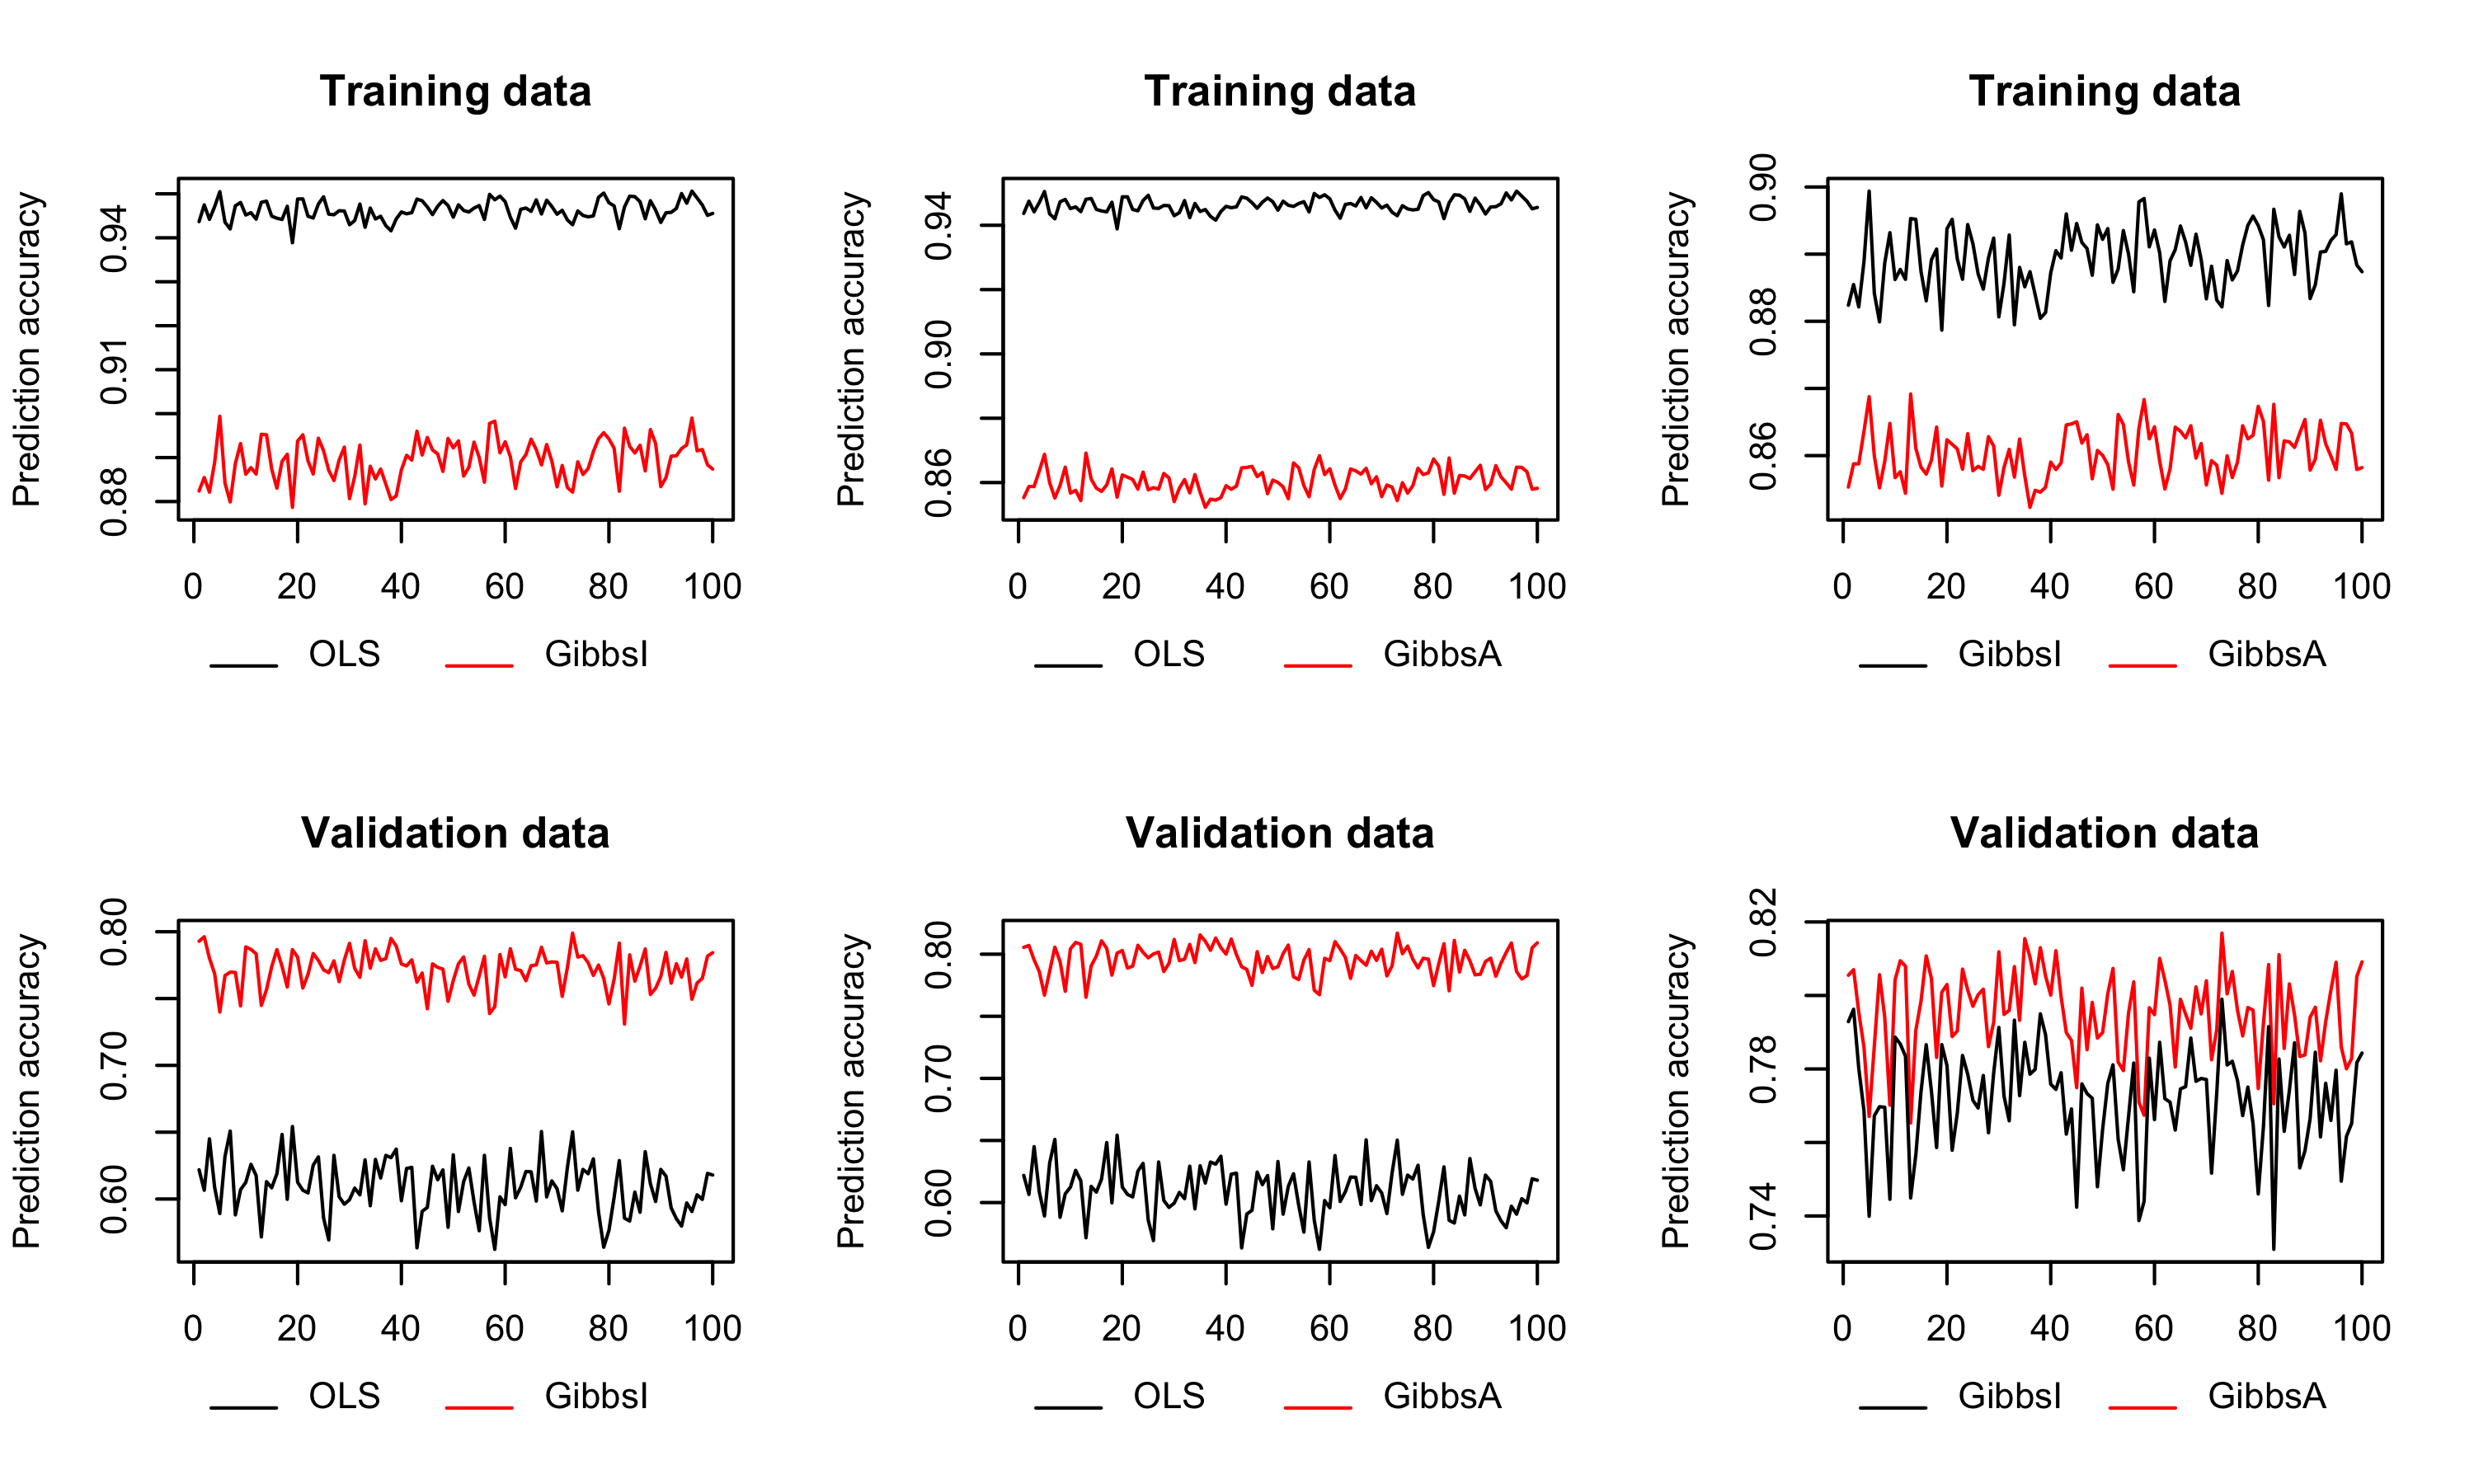 Training data
Prediction accuracy
0.94
0.91
0.88
0 20 40 60 80 100
OLS GibbsI
Training data
Prediction accuracy
0.94
0.90
0.86
0 20 40 60 80 100
OLS GibbsA
Training data
Prediction accuracy
0.90
0.88
0.86
0 20 40 60 80 100
GibbsI GibbsA
Validation data
Prediction accuracy
0.80
0.70
0.60
0 20 40 60 80 100
OLS GibbsI
Validation data
Prediction accuracy
0.80
0.70
0.60
0 20 40 60 80 100
OLS GibbsA
Validation data
Prediction accuracy
0.82
0.78
0.74
0 20 40 60 80 100
GibbsI GibbsA